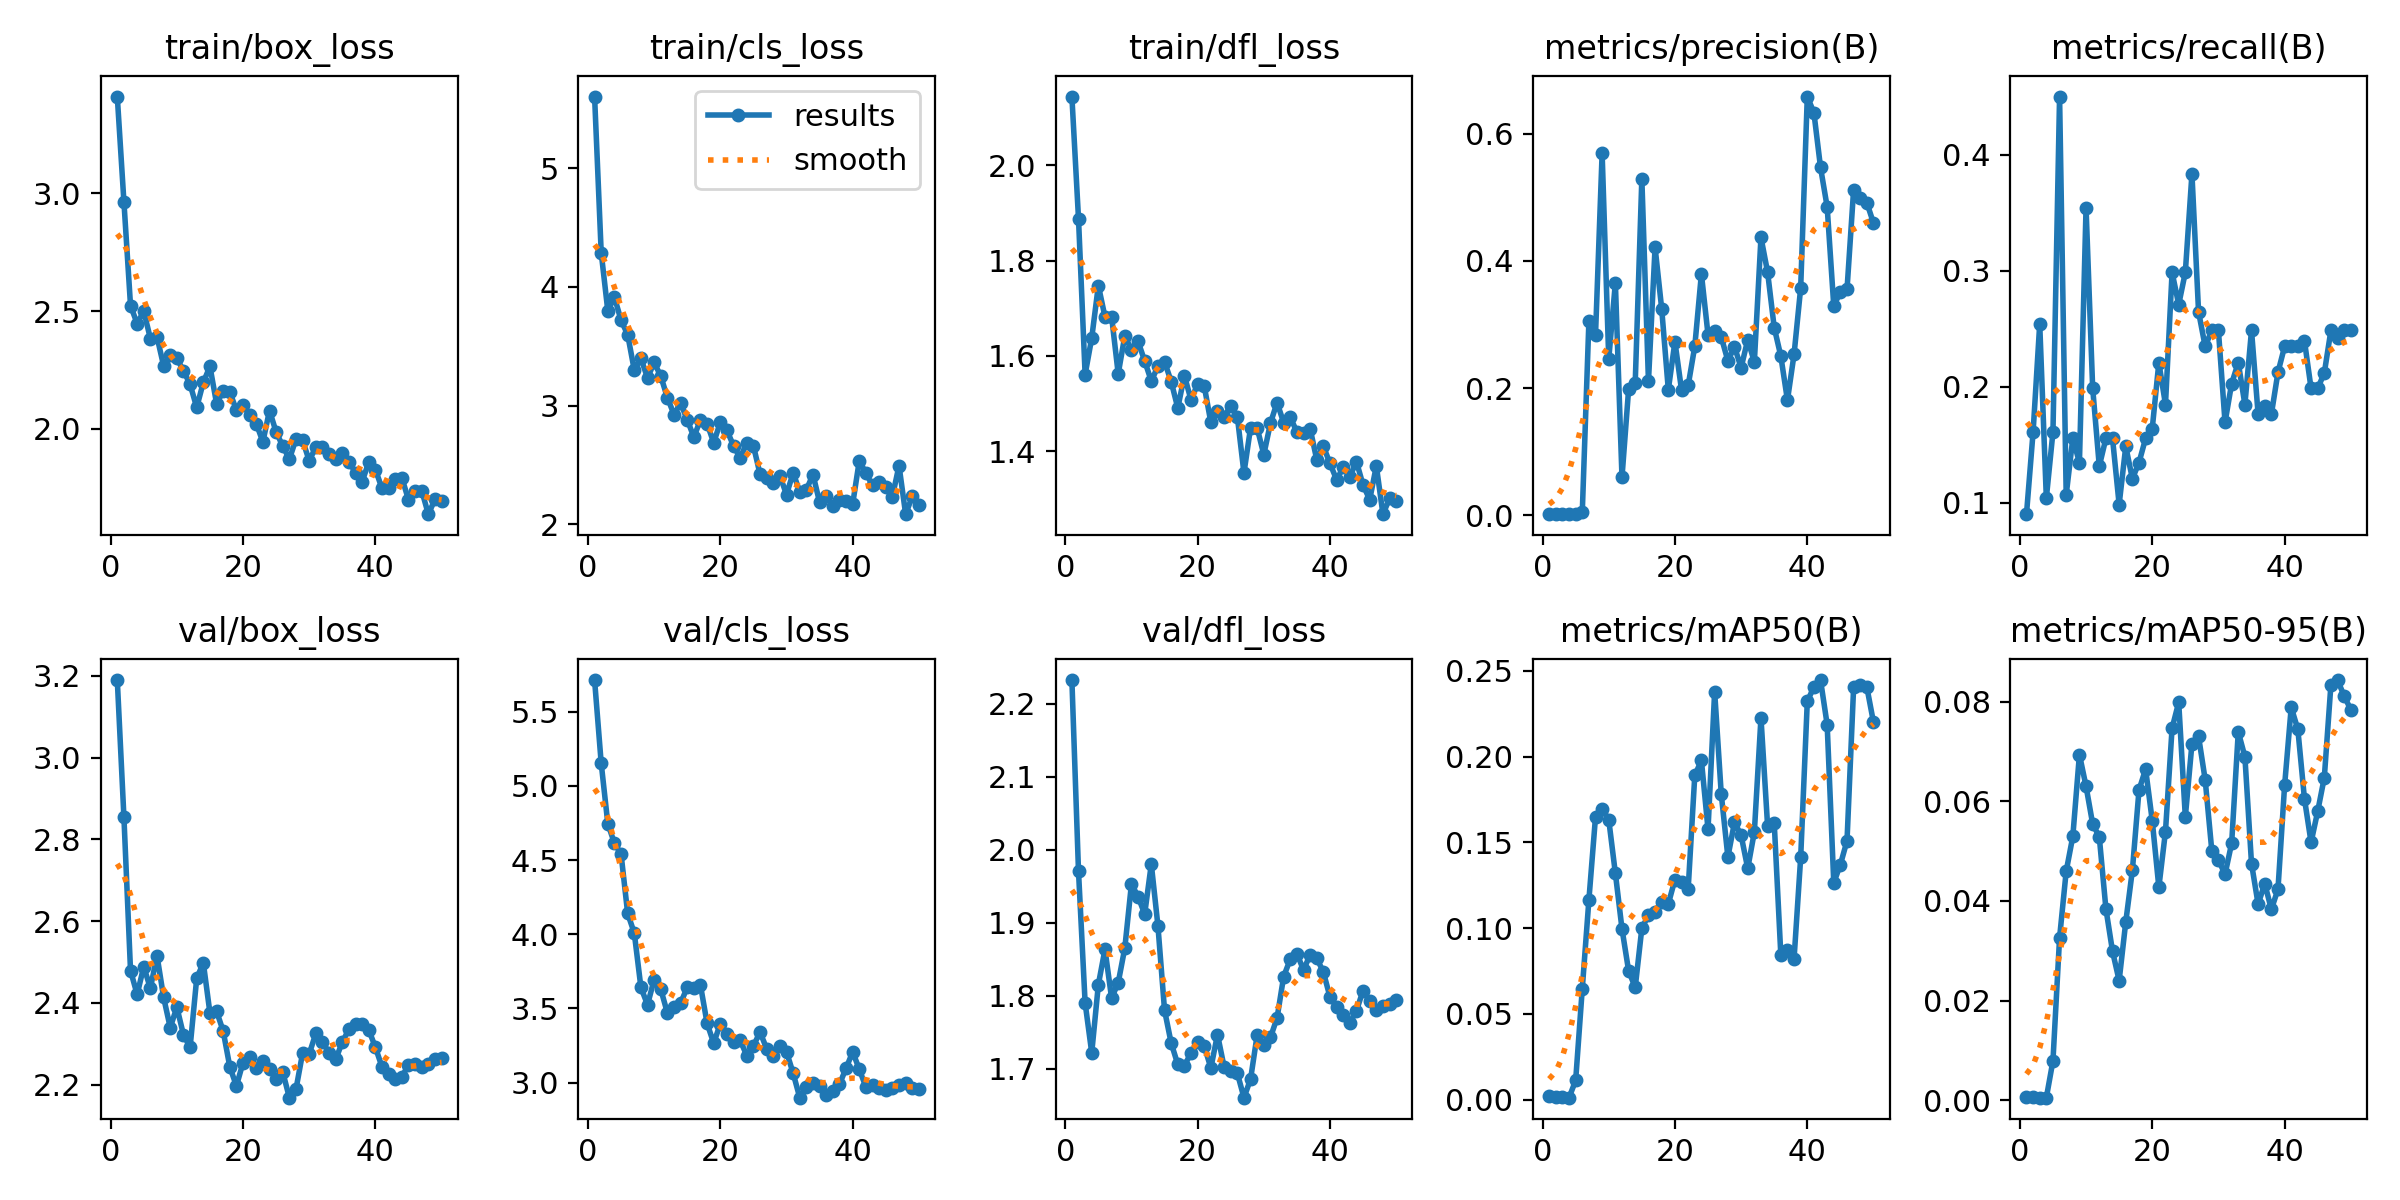 train/box_loss
3.0
2.5
2.0
0 20 40
train/cls_loss
results
smooth
5
4
3
2
0 20 40
train/dfl_loss
2.0
1.8
1.6
1.4
0 20 40
metrics/precision(B)
0.6
0.4
0.2
0.0
0 20 40
metrics/recall(B)
0.4
0.3
0.2
0.1
0 20 40
val/box_loss
3.2
3.0
2.8
2.6
2.4
2.2
0 20 40
val/cls_loss
5.5
5.0
4.5
4.0
3.5
3.0
0 20 40
val/dfl_loss
2.2
2.1
2.0
1.9
1.8
1.7
0 20 40
metrics/mAP50(B)
0.25
0.20
0.15
0.10
0.05
0.00
0 20 40
metrics/mAP50-95(B)
0.08
0.06
0.04
0.02
0.00
0 20 40